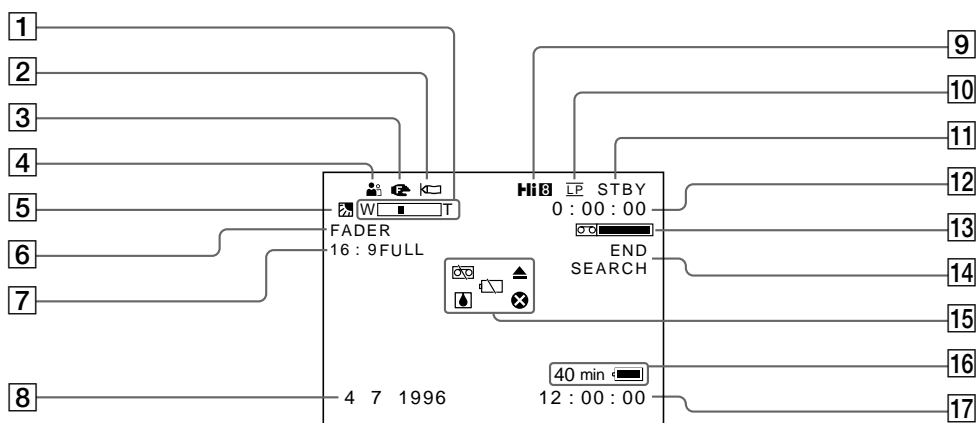 1
2
3
4
5
6
7
8
9
10
11
12
13
14
15
16
17
Hi8 LP STBY
W T
0 : 00 : 00
FADER
16 : 9FULL
END
SEARCH
40 min
4 7 1996
12 : 00 : 00